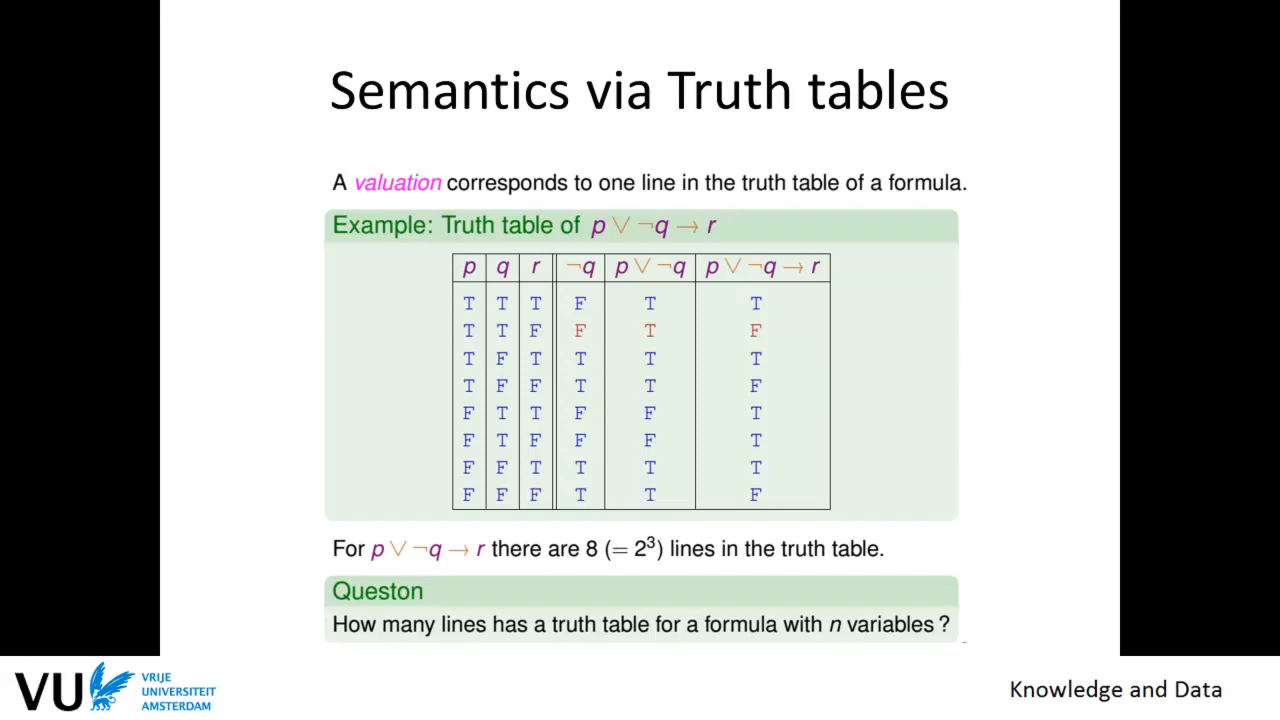 Semantics via Truth tables
A valuation corresponds to one line in the truth table of a formula.
Example: Truth table of p ∨ ¬q → r
p q r ¬q p ∨ ¬q p ∨ ¬q → r
T T T F T T
T T F F T F
T F T T T T
T F F T T F
F T T F F T
F T F F F T
F F T T T T
F F F T T F
For p ∨ ¬q → r there are 8 (= 2³) lines in the truth table.
Queston
How many lines has a truth table for a formula with n variables ?
VU VRIJE
UNIVERSITEIT
AMSTERDAM
Knowledge and Data